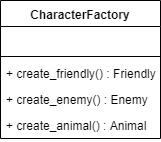 CharacterFactory
+ create_friendly() : Friendly
+ create_enemy() : Enemy
+ create_animal() : Animal